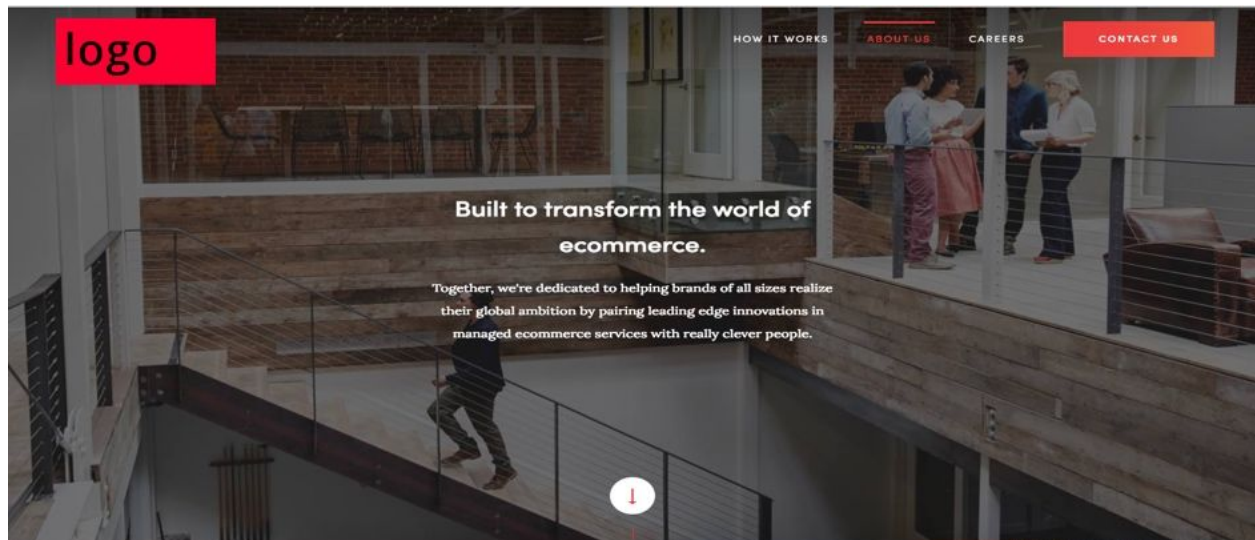 logo
HOW IT WORKS
ABOUT US
CAREERS
CONTACT US
Built to transform the world of
ecommerce.
Together, we're dedicated to helping brands of all sizes realize
their global ambition by pairing leading edge innovations in
managed ecommerce services with really clever people.